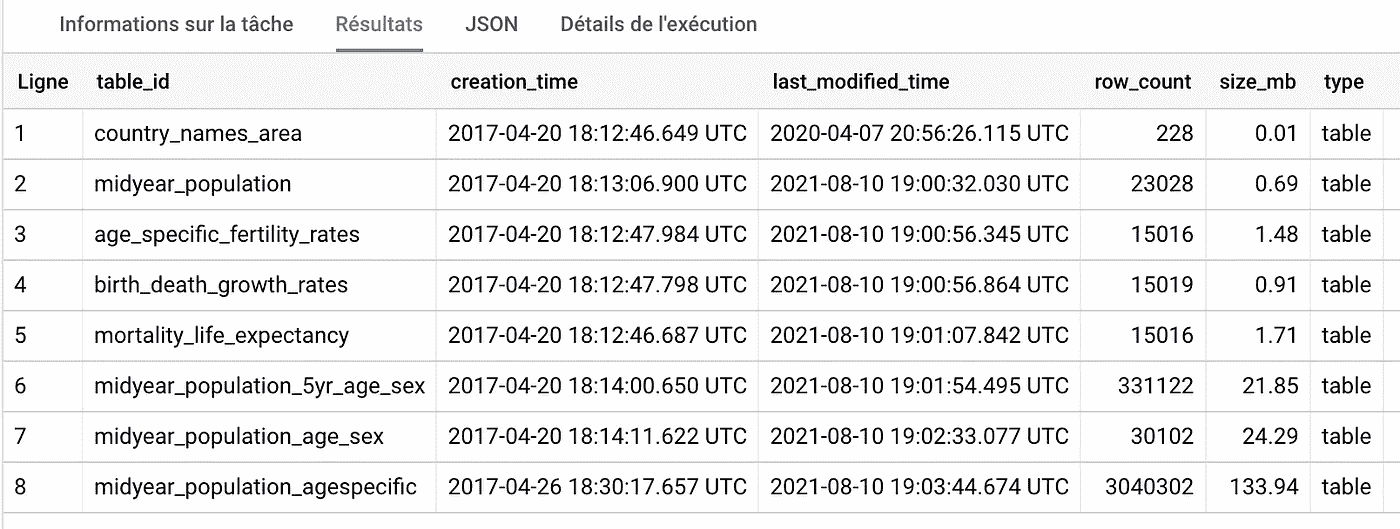 Informations sur la tâche Résultats JSON Détails de l'exécution
Ligne table_id creation_time last_modified_time row_count size_mb type
1 country_names_area 2017-04-20 18:12:46.649 UTC 2020-04-07 20:56:26.115 UTC 228 0.01 table
2 midyear_population 2017-04-20 18:13:06.900 UTC 2021-08-10 19:00:32.030 UTC 23028 0.69 table
3 age_specific_fertility_rates 2017-04-20 18:12:47.984 UTC 2021-08-10 19:00:56.345 UTC 15016 1.48 table
4 birth_death_growth_rates 2017-04-20 18:12:47.798 UTC 2021-08-10 19:00:56.864 UTC 15019 0.91 table
5 mortality_life_expectancy 2017-04-20 18:12:46.687 UTC 2021-08-10 19:01:07.842 UTC 15016 1.71 table
6 midyear_population_5yr_age_sex 2017-04-20 18:14:00.650 UTC 2021-08-10 19:01:54.495 UTC 331122 21.85 table
7 midyear_population_age_sex 2017-04-20 18:14:11.622 UTC 2021-08-10 19:02:33.077 UTC 30102 24.29 table
8 midyear_population_agespecific 2017-04-26 18:30:17.657 UTC 2021-08-10 19:03:44.674 UTC 3040302 133.94 table